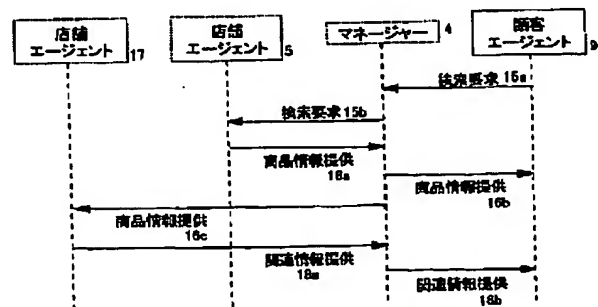 店舗
エージェント 17
店舗
エージェント 5
マネージャー 4
顧客
エージェント 9
検索要求 15a
検索要求 15b
商品情報提供
16a
商品情報提供
16b
商品情報提供
16c
関連情報提供
18a
関連情報提供
18b